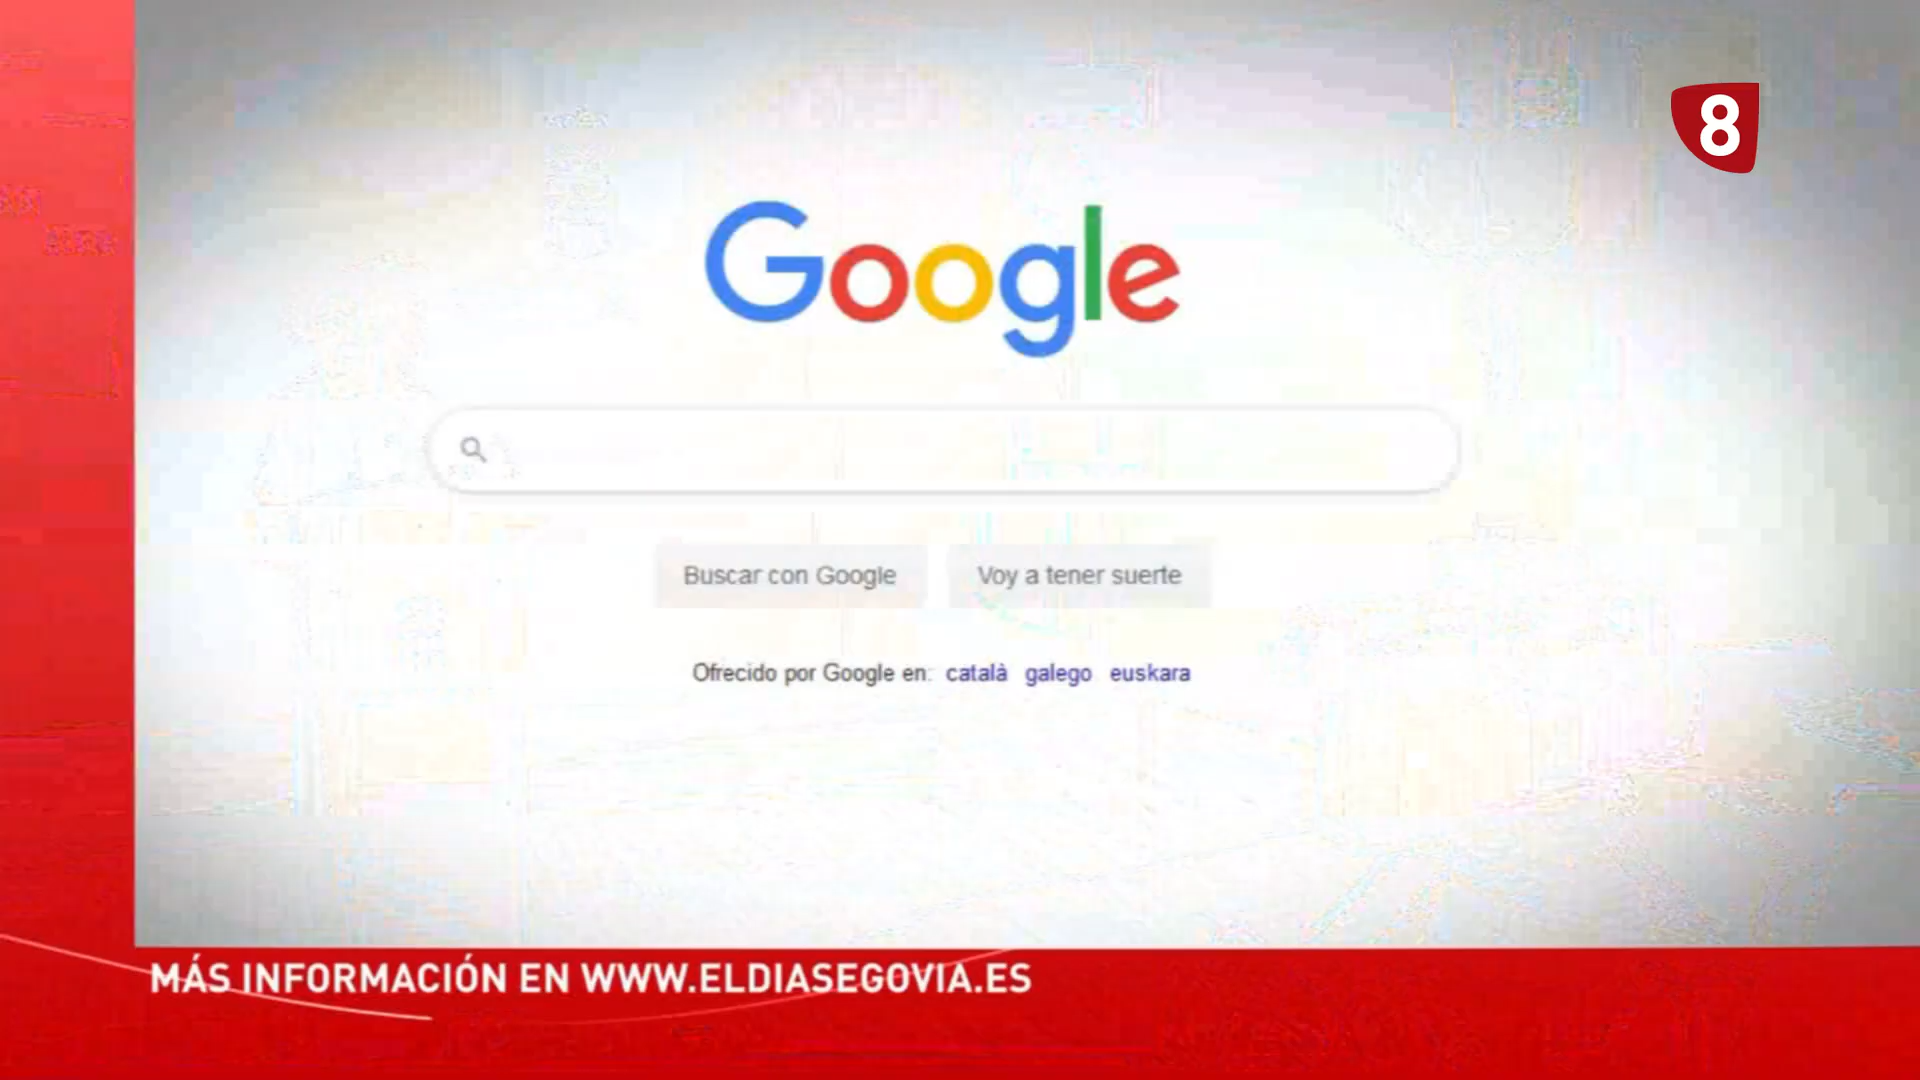 8
Google
Buscar con Google
Voy a tener suerte
Ofrecido por Google en: català galego euskara
MÁS INFORMACIÓN EN WWW.ELDIASEGOVIA.ES